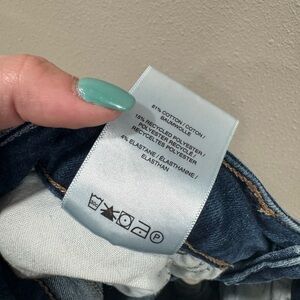 81% COTTON / COTON /
BAUMWOLLE
15% RECYCLED POLYESTER /
POLYESTER RECYCLÉ /
RECYCELTES POLYESTER
4% ELASTANE / ÉLASTHANNE /
ELASTHAN
P